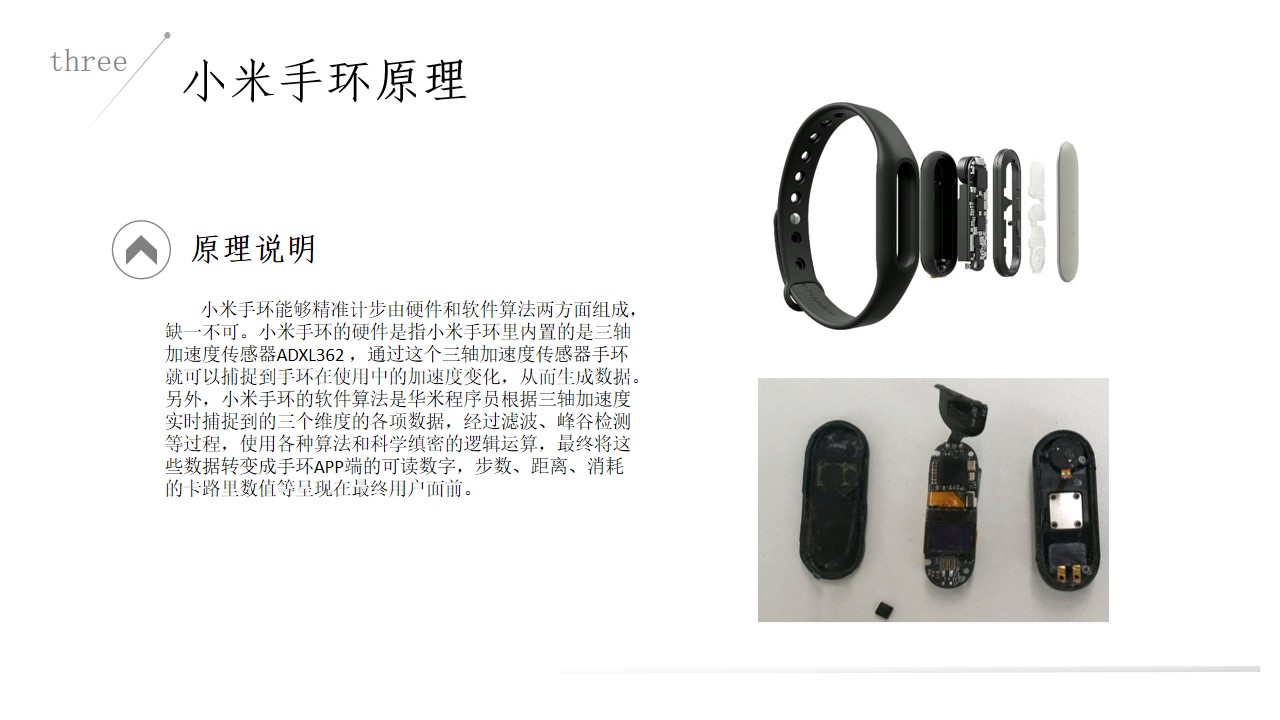 three
小米手环原理
原理说明
小米手环能够精准计步由硬件和软件算法两方面组成，
缺一不可。小米手环的硬件是指小米手环里内置的是三轴
加速度传感器ADXL362 ，通过这个三轴加速度传感器手环
就可以捕捉到手环在使用中的加速度变化，从而生成数据。
另外，小米手环的软件算法是华米程序员根据三轴加速度
实时捕捉到的三个维度的各项数据，经过滤波、峰谷检测
等过程，使用各种算法和科学缜密的逻辑运算，最终将这
些数据转变成手环APP端的可读数字，步数、距离、消耗
的卡路里数值等呈现在最终用户面前。